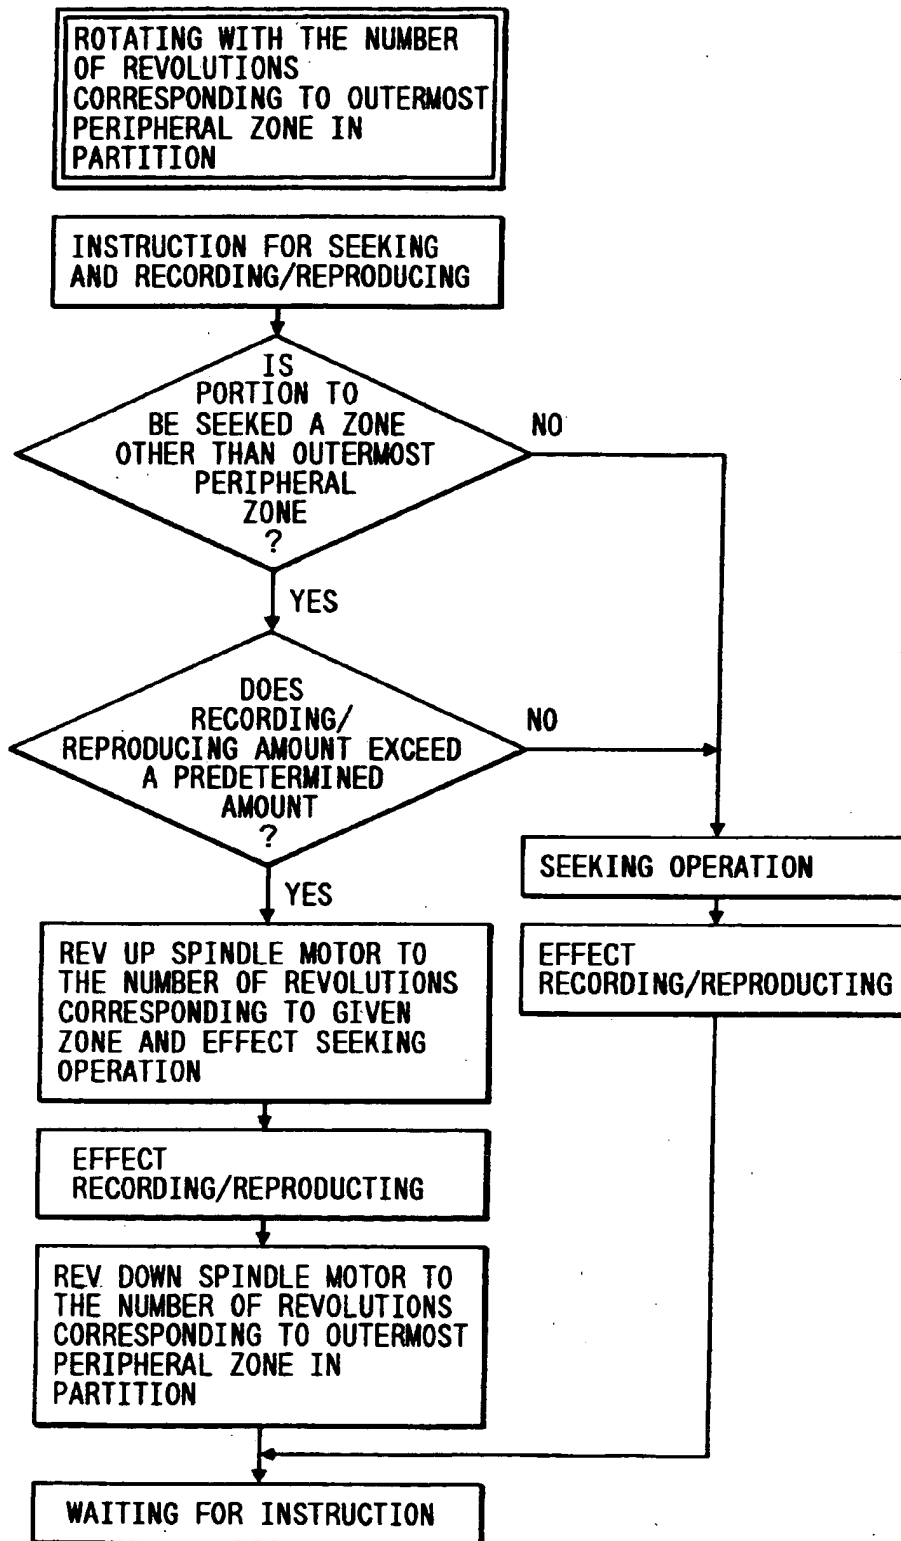 ROTATING WITH THE NUMBER
OF REVOLUTIONS
CORRESPONDING TO OUTERMOST
PERIPHERAL ZONE IN
PARTITION
INSTRUCTION FOR SEEKING
AND RECORDING/REPRODUCING
IS
PORTION TO
BE SEEKED A ZONE
OTHER THAN OUTERMOST
PERIPHERAL
ZONE
?
NO
YES
DOES
RECORDING/
REPRODUCING AMOUNT EXCEED
A PREDETERMINED
AMOUNT
?
NO
YES
SEEKING OPERATION
EFFECT
RECORDING/REPRODUCTING
REV UP SPINDLE MOTOR TO
THE NUMBER OF REVOLUTIONS
CORRESPONDING TO GIVEN
ZONE AND EFFECT SEEKING
OPERATION
EFFECT
RECORDING/REPRODUCTING
REV DOWN SPINDLE MOTOR TO
THE NUMBER OF REVOLUTIONS
CORRESPONDING TO OUTERMOST
PERIPHERAL ZONE IN
PARTITION
WAITING FOR INSTRUCTION